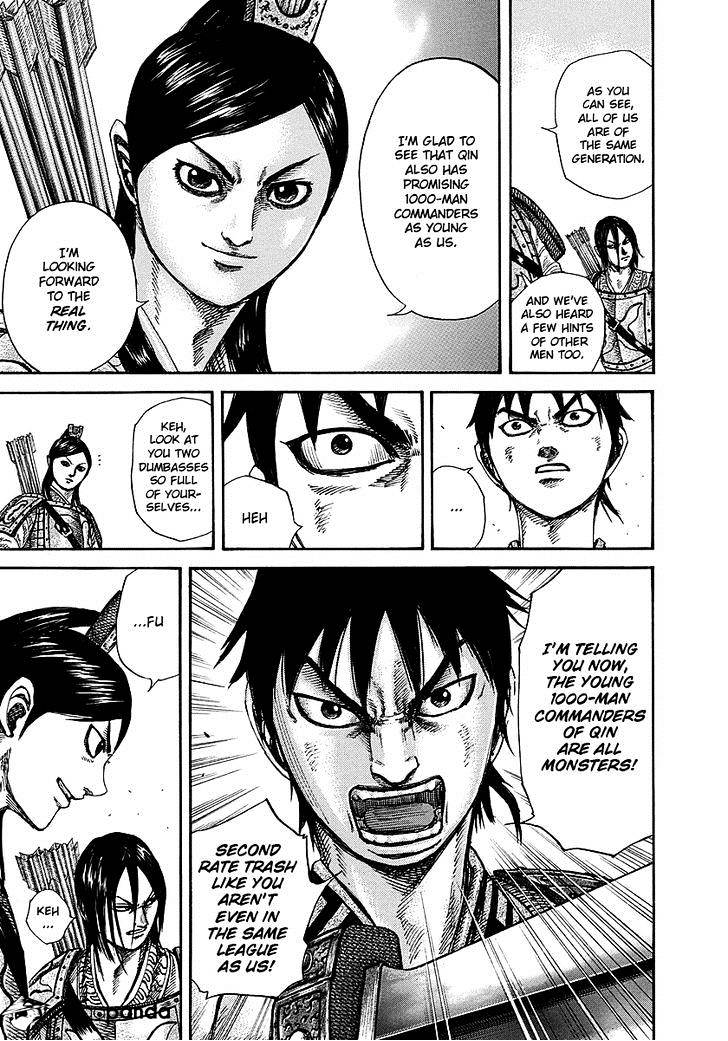 AS YOU
CAN SEE,
ALL OF US
ARE OF
THE SAME
GENERATION.
AND WE'VE
ALSO HEARD
A FEW HINTS
OF OTHER
MEN TOO.
I'M GLAD TO
SEE THAT QIN
ALSO HAS
PROMISING
1000-MAN
COMMANDERS
AS YOUNG
AS US.
I'M
LOOKING
FORWARD
TO THE
REAL
THING.
...
HEH
KEH,
LOOK AT
YOU TWO
DUMBASSES
SO FULL
OF YOUR-
SELVES...
I'M TELLING
YOU NOW,
THE YOUNG
1000-MAN
COMMANDERS
OF QIN
ARE ALL
MONSTERS!
SECOND
RATE TRASH
LIKE YOU
AREN'T
EVEN IN
THE SAME
LEAGUE
AS US!
...FU
KEH
panda